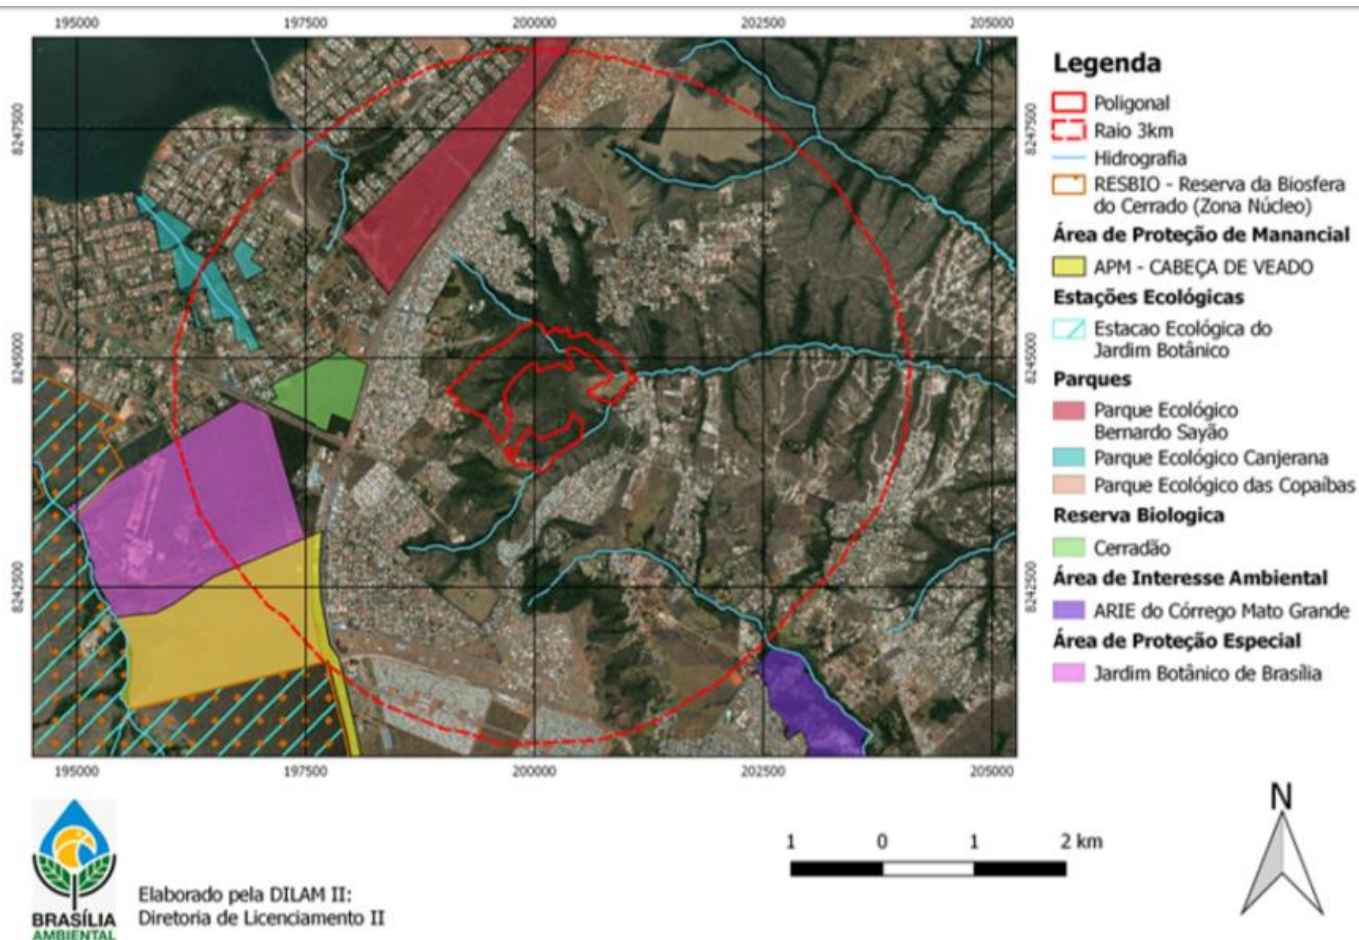 195000 197500 200000 202500 205000
8247500 8247500
8245000 8245000
8242500 8242500
195000 197500 200000 202500 205000
Legenda
Poligonal
Raio 3km
Hidrografia
RESBIO - Reserva da Biosfera
do Cerrado (Zona Núcleo)
Área de Proteção de Manancial
APM - CABEÇA DE VEADO
Estações Ecológicas
Estacao Ecológica do
Jardim Botânico
Parques
Parque Ecológico
Bernardo Sayão
Parque Ecológico Canjerana
Parque Ecológico das Copaíbas
Reserva Biologica
Cerradão
Área de Interesse Ambiental
ARIE do Córrego Mato Grande
Área de Proteção Especial
Jardim Botânico de Brasília
N
1 0 1 2 km
BRASÍLIA
AMBIENTAL
Elaborado pela DILAM II:
Diretoria de Licenciamento II